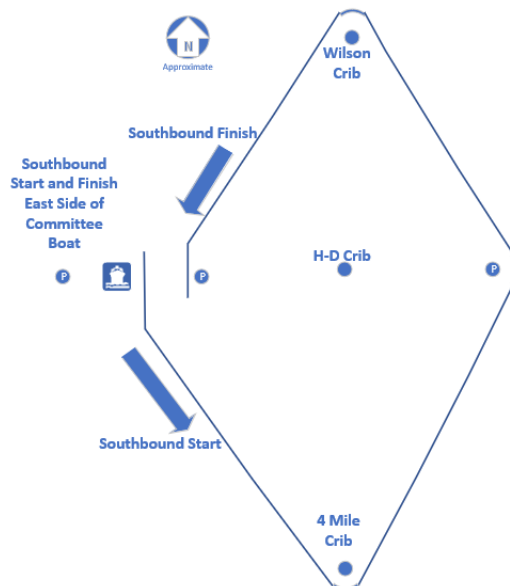 N
Approximate
Wilson
Crib
Southbound Finish
Southbound
Start and Finish
East Side of
Committee
Boat
H-D Crib
P
P
P
Southbound Start
4 Mile
Crib